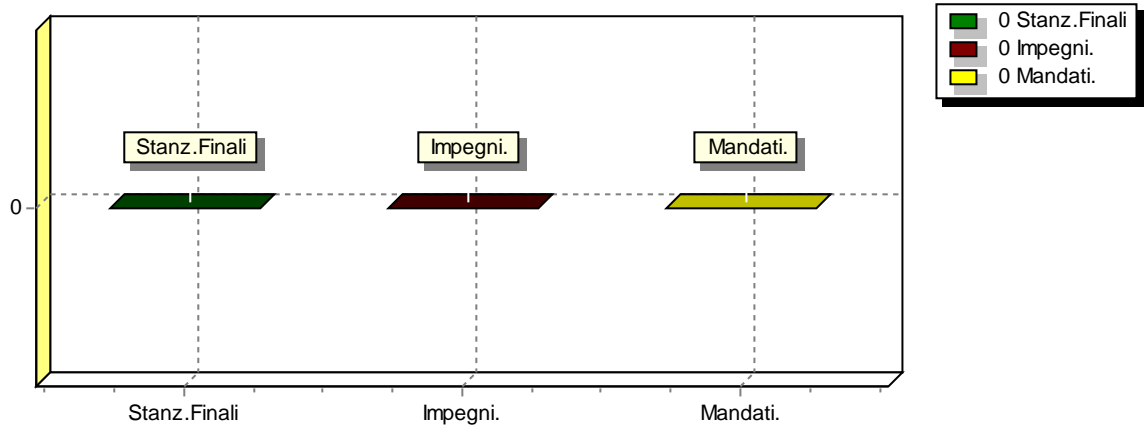 0 Stanz.Finali
0 Impegni.
0 Mandati.
Stanz.Finali
Impegni.
Mandati.
0
Stanz.Finali
Impegni.
Mandati.